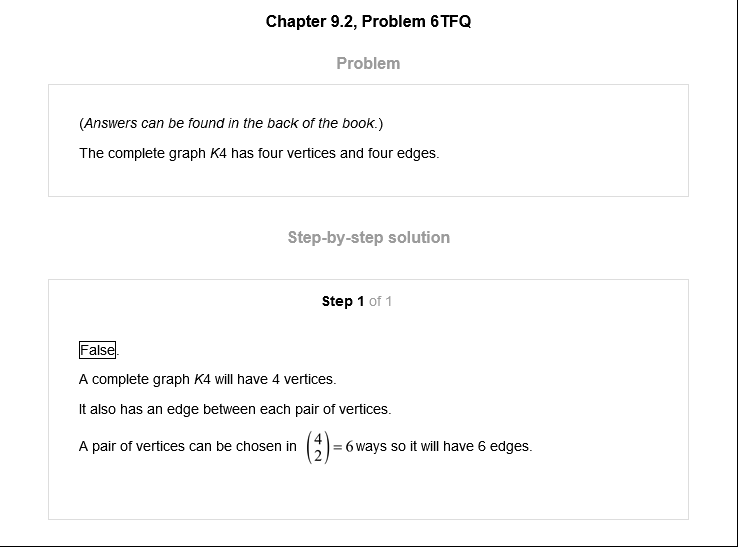 Chapter 9.2, Problem 6TFQ
Problem
(Answers can be found in the back of the book.)
The complete graph K4 has four vertices and four edges.
Step-by-step solution
Step 1 of 1
False.
A complete graph K4 will have 4 vertices.
It also has an edge between each pair of vertices.
A pair of vertices can be chosen in (4 2) = 6 ways so it will have 6 edges.